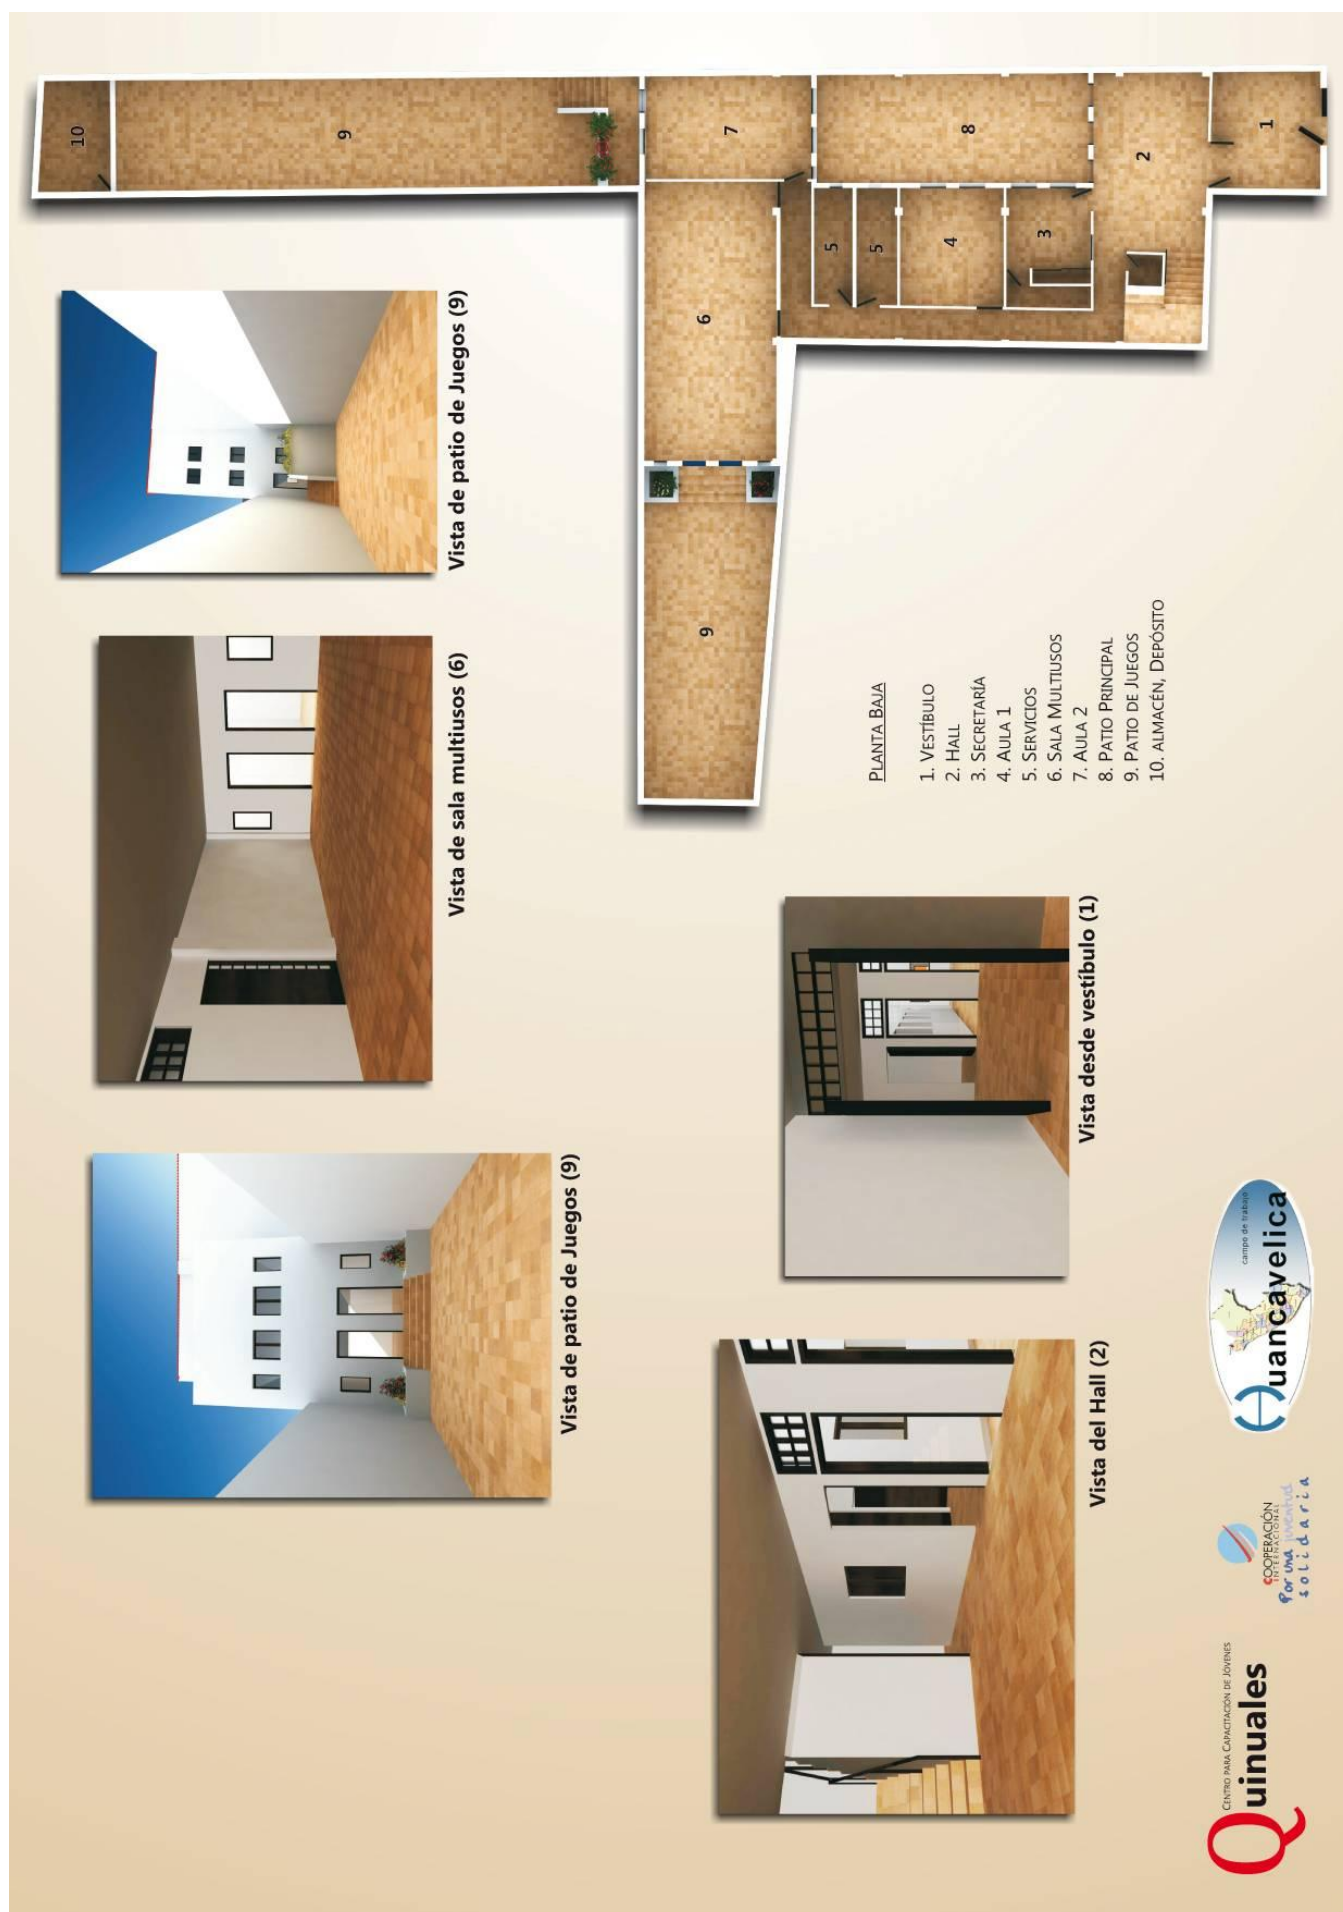 Vista de patio de Juegos (9)
Vista de sala multiusos (6)
Vista de patio de Juegos (9)
Vista del Hall (2)
Vista desde vestíbulo (1)
PLANTA BAJA
1. VESTÍBULO
2. HALL
3. SECRETARÍA
4. AULA 1
5. SERVICIOS
6. SALA MULTIUSOS
7. AULA 2
8. PATIO PRINCIPAL
9. PATIO DE JUEGOS
10. ALMACÉN, DEPÓSITO
10
9
7
8
1
2
5
5
4
3
6
9
CENTRO PARA CAPACITACIÓN DE JÓVENES
Quinuales
COOPERACIÓN
INTERNACIONAL
Por una juventud
solidaria
campo de trabajo
Huancavelica